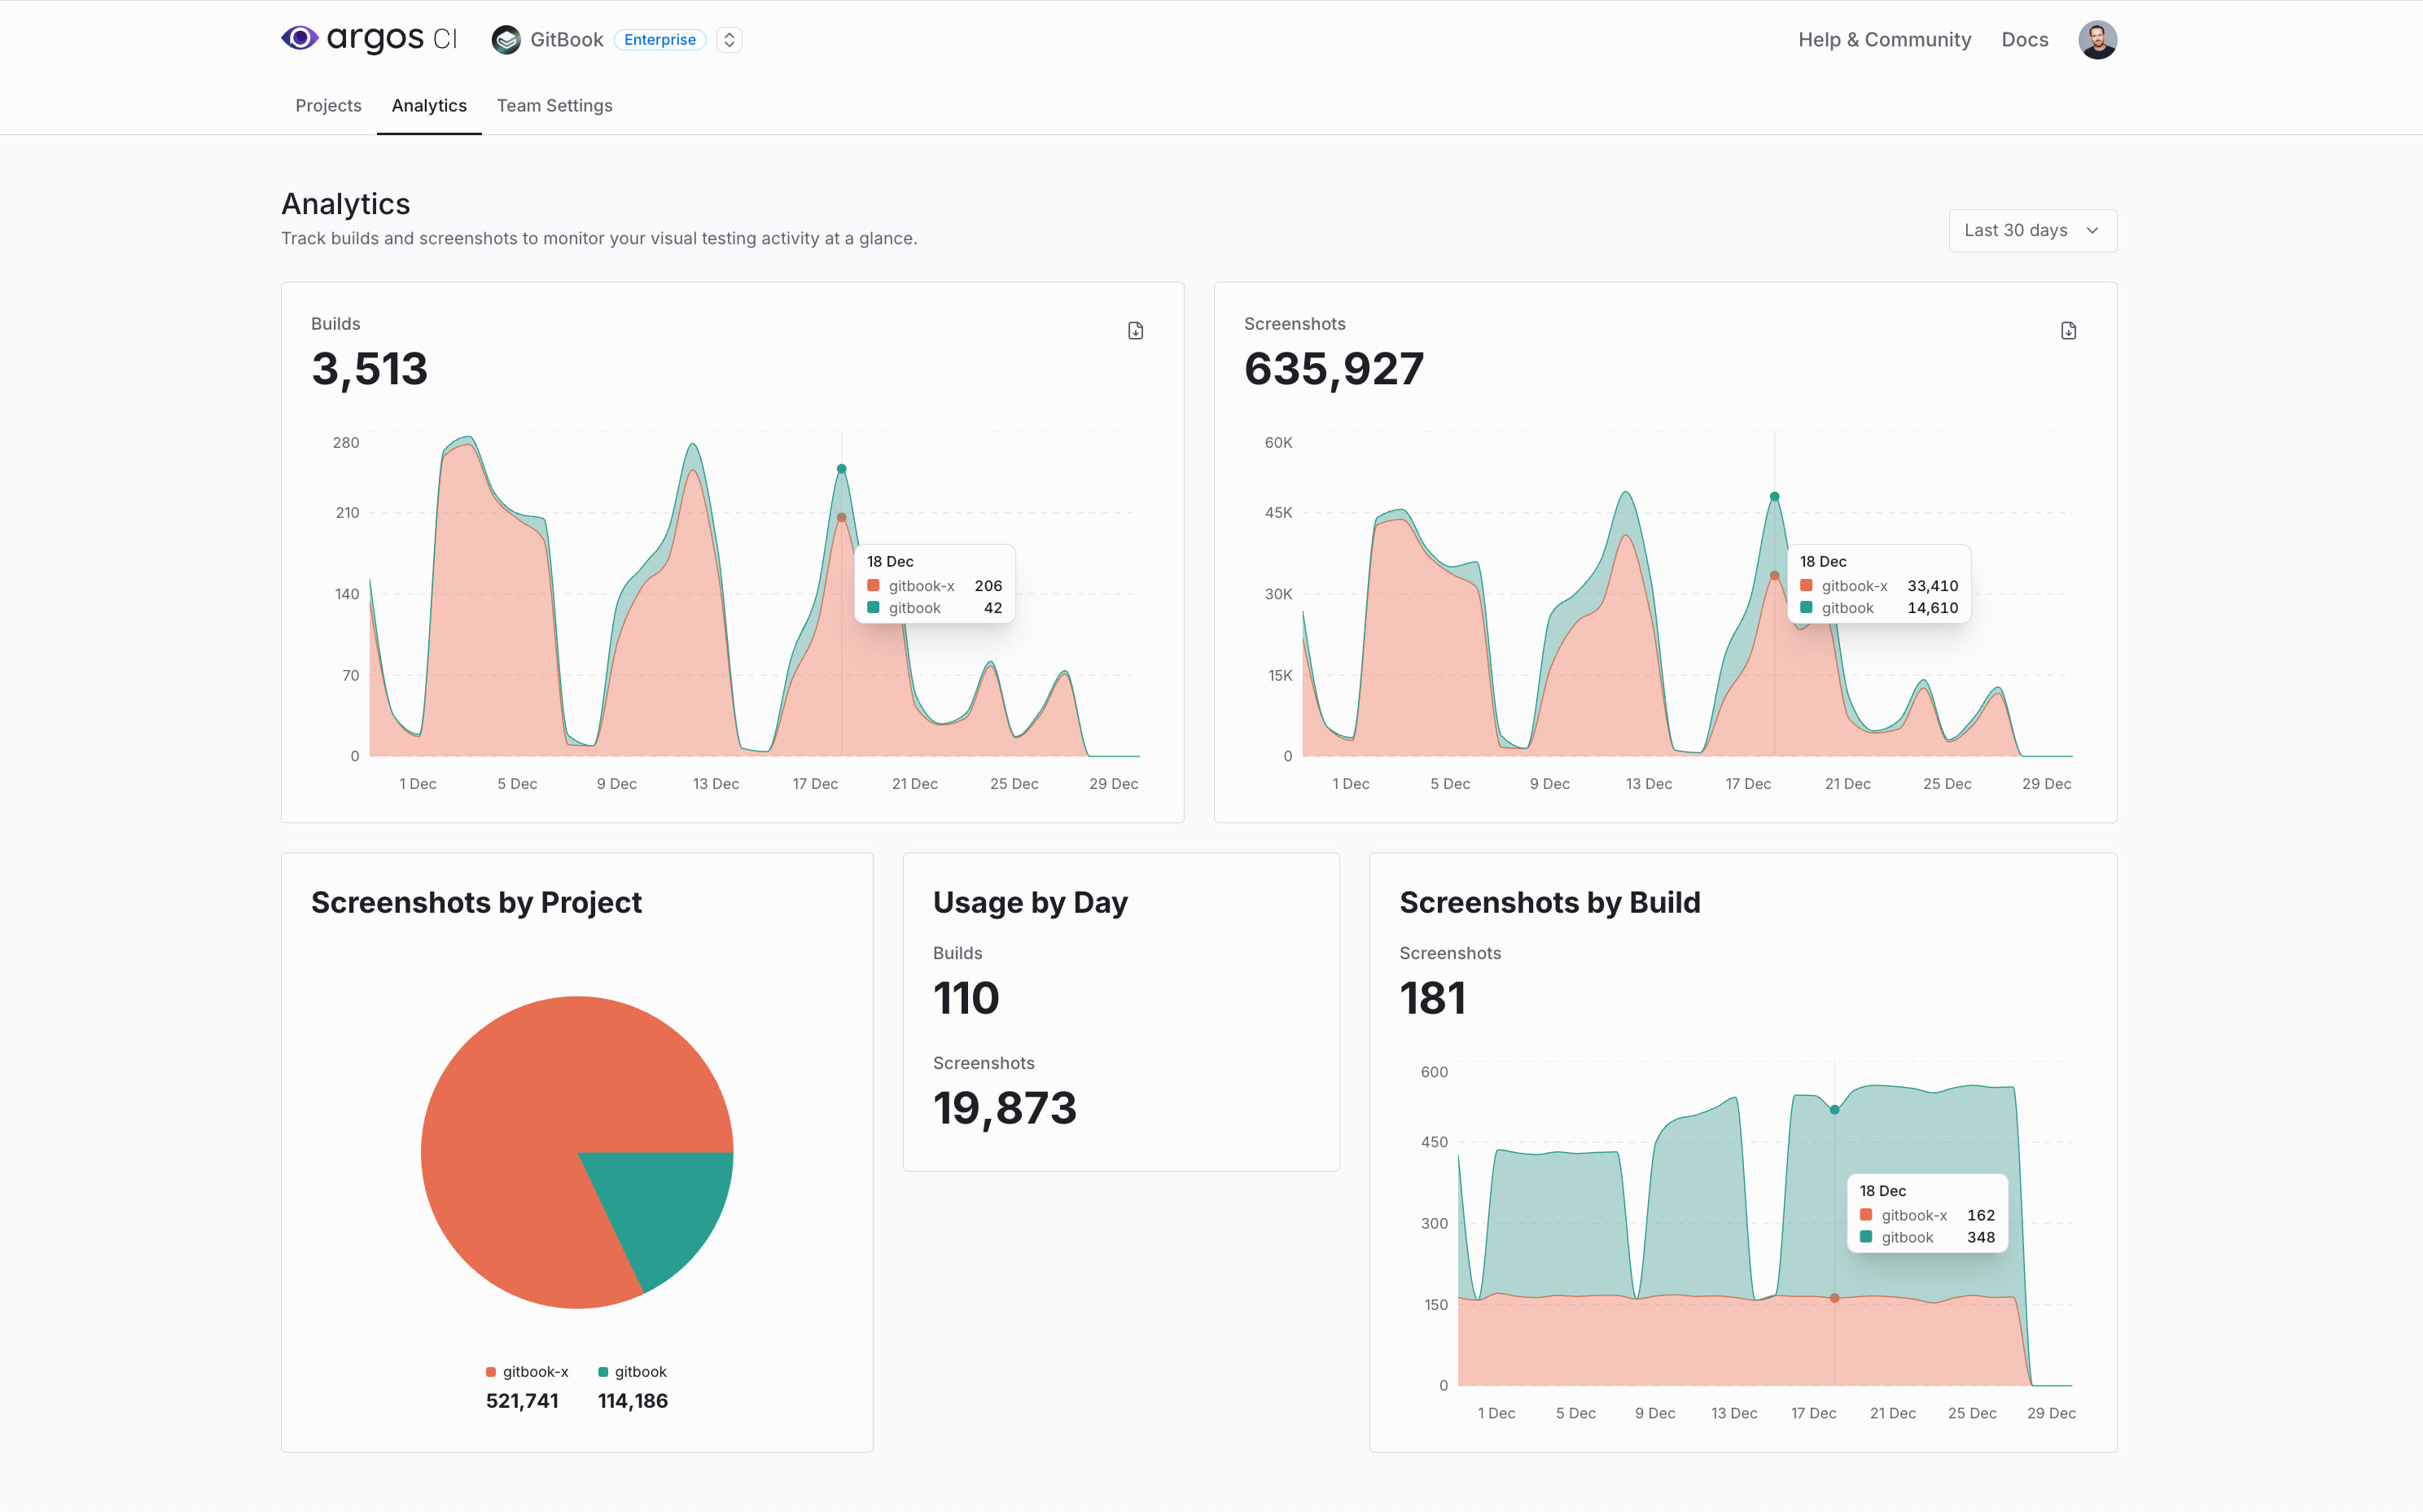 argos CI GitBook Enterprise Help & Community Docs
Projects Analytics Team Settings
Analytics
Track builds and screenshots to monitor your visual testing activity at a glance.
Last 30 days
Builds
3,513
280
210
140
70
0
18 Dec
gitbook-x 206
gitbook 42
1 Dec 5 Dec 9 Dec 13 Dec 17 Dec 21 Dec 25 Dec 29 Dec
Screenshots
635,927
60K
45K
30K
15K
0
18 Dec
gitbook-x 33,410
gitbook 14,610
1 Dec 5 Dec 9 Dec 13 Dec 17 Dec 21 Dec 25 Dec 29 Dec
Screenshots by Project
gitbook-x gitbook
521,741 114,186
Usage by Day
Builds
110
Screenshots
19,873
Screenshots by Build
Screenshots
181
600
450
300
150
0
18 Dec
gitbook-x 162
gitbook 348
1 Dec 5 Dec 9 Dec 13 Dec 17 Dec 21 Dec 25 Dec 29 Dec